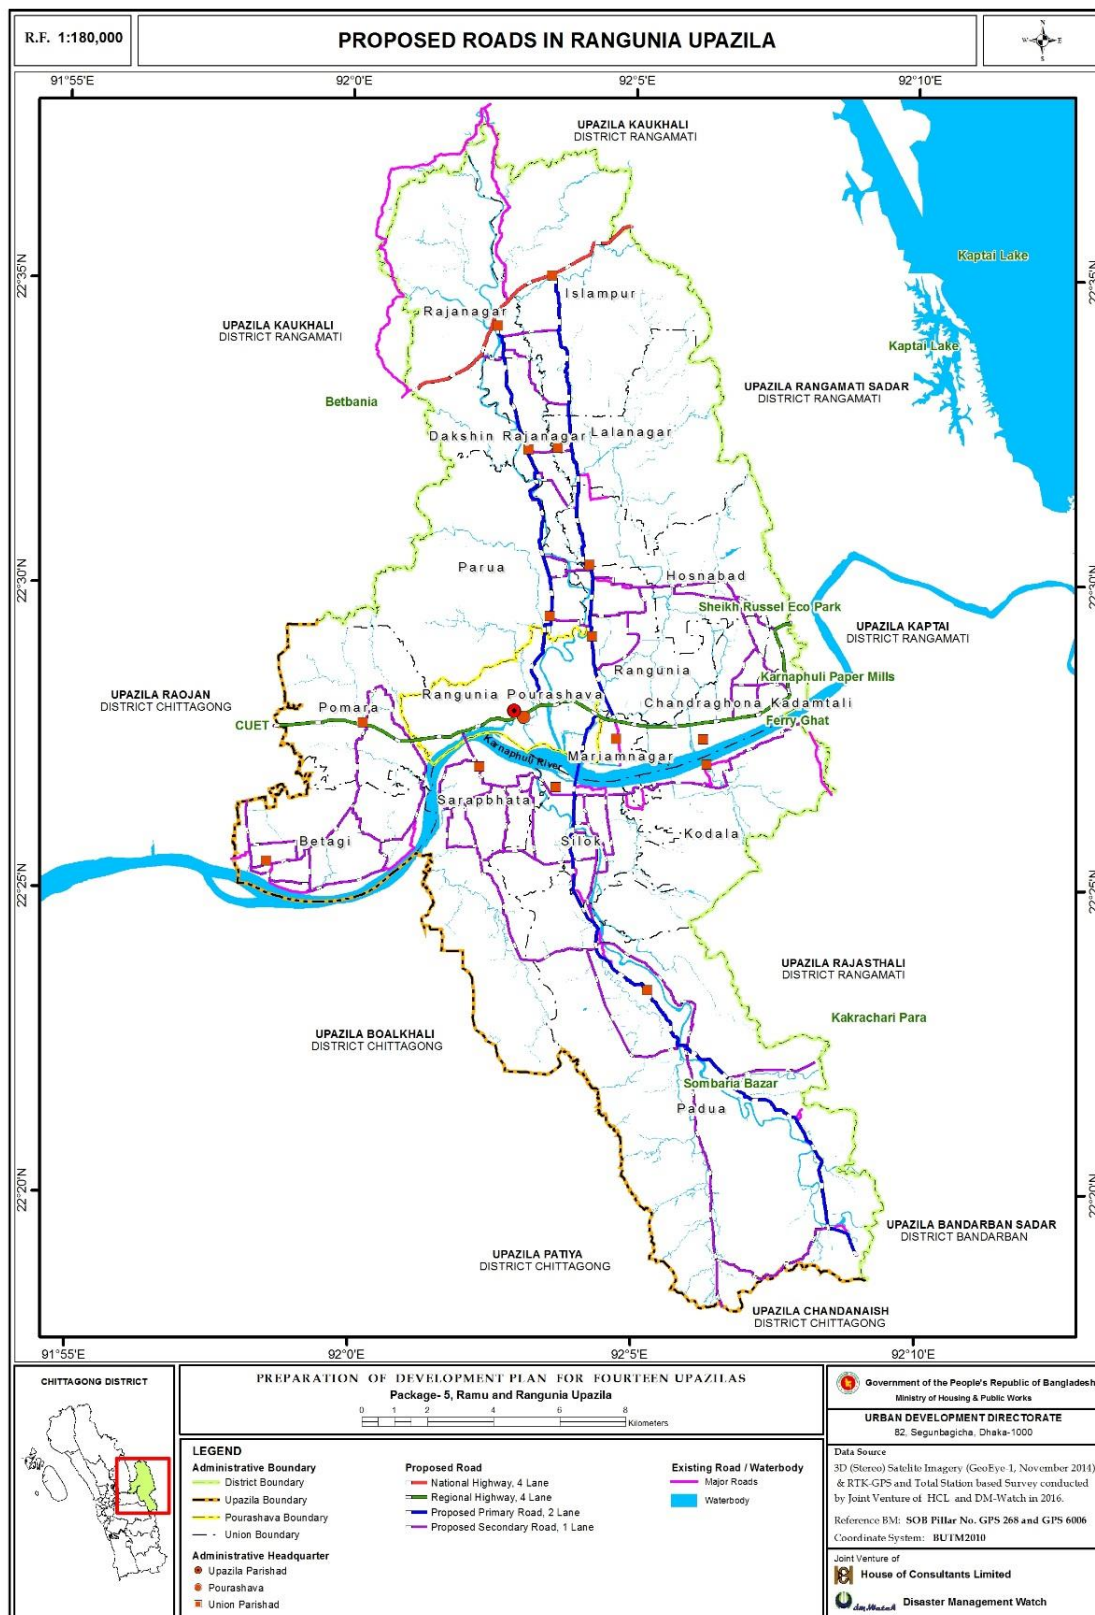 R.F. 1:180,000
PROPOSED ROADS IN RANGUNIA UPAZILA
N
W E
S
91°55'E
92°0'E
92°5'E
92°10'E
UPAZILA KAUKHALI
DISTRICT RANGAMATI
Kaptai Lake
22°35'N
22°35'N
Islampur
Rajanagar
UPAZILA KAUKHALI
DISTRICT RANGAMATI
Kaptai Lake
UPAZILA RANGAMATI SADAR
DISTRICT RANGAMATI
Betbania
Dakshin Rajanagar
Lalanagar
22°30'N
22°30'N
Parua
Hosnabad
Sheikh Russel Eco Park
UPAZILA KAPTAI
DISTRICT RANGAMATI
Rangunia
Karnaphuli Paper Mills
UPAZILA RAOJAN
DISTRICT CHITTAGONG
Rangunia Pourashava
Chandraghona Kadamtali
Pomara
CUET
Ferry Ghat
Karnaphuli River
Mariamnagar
Sarapbhata
Betagi
Silok
Kodala
22°25'N
22°25'N
UPAZILA RAJASTHALI
DISTRICT RANGAMATI
Kakrachari Para
UPAZILA BOALKHALI
DISTRICT CHITTAGONG
Sombaria Bazar
Padua
22°20'N
22°20'N
UPAZILA BANDARBAN SADAR
DISTRICT BANDARBAN
UPAZILA PATIYA
DISTRICT CHITTAGONG
UPAZILA CHANDANAISH
DISTRICT CHITTAGONG
91°55'E
92°0'E
92°5'E
92°10'E
CHITTAGONG DISTRICT
PREPARATION OF DEVELOPMENT PLAN FOR FOURTEEN UPAZILAS
Package- 5, Ramu and Rangunia Upazila
0 1 2 4 6 8
Kilometers
LEGEND
Administrative Boundary
District Boundary
Upazila Boundary
Pourashava Boundary
Union Boundary
Administrative Headquarter
Upazila Parishad
Pourashava
Union Parishad
Proposed Road
National Highway, 4 Lane
Regional Highway, 4 Lane
Proposed Primary Road, 2 Lane
Proposed Secondary Road, 1 Lane
Existing Road / Waterbody
Major Roads
Waterbody
Government of the People's Republic of Bangladesh
Ministry of Housing & Public Works
URBAN DEVELOPMENT DIRECTORATE
82, Segunbagicha, Dhaka-1000
Data Source
3D (Stereo) Satelite Imagery (GeoEye-1, November 2014)
& RTK-GPS and Total Station based Survey conducted
by Joint Venture of HCL and DM-Watch in 2016.
Reference BM: SOB Pillar No. GPS 268 and GPS 6006
Coordinate System: BUTM2010
Joint Venture of
House of Consultants Limited
dmWatch Disaster Management Watch